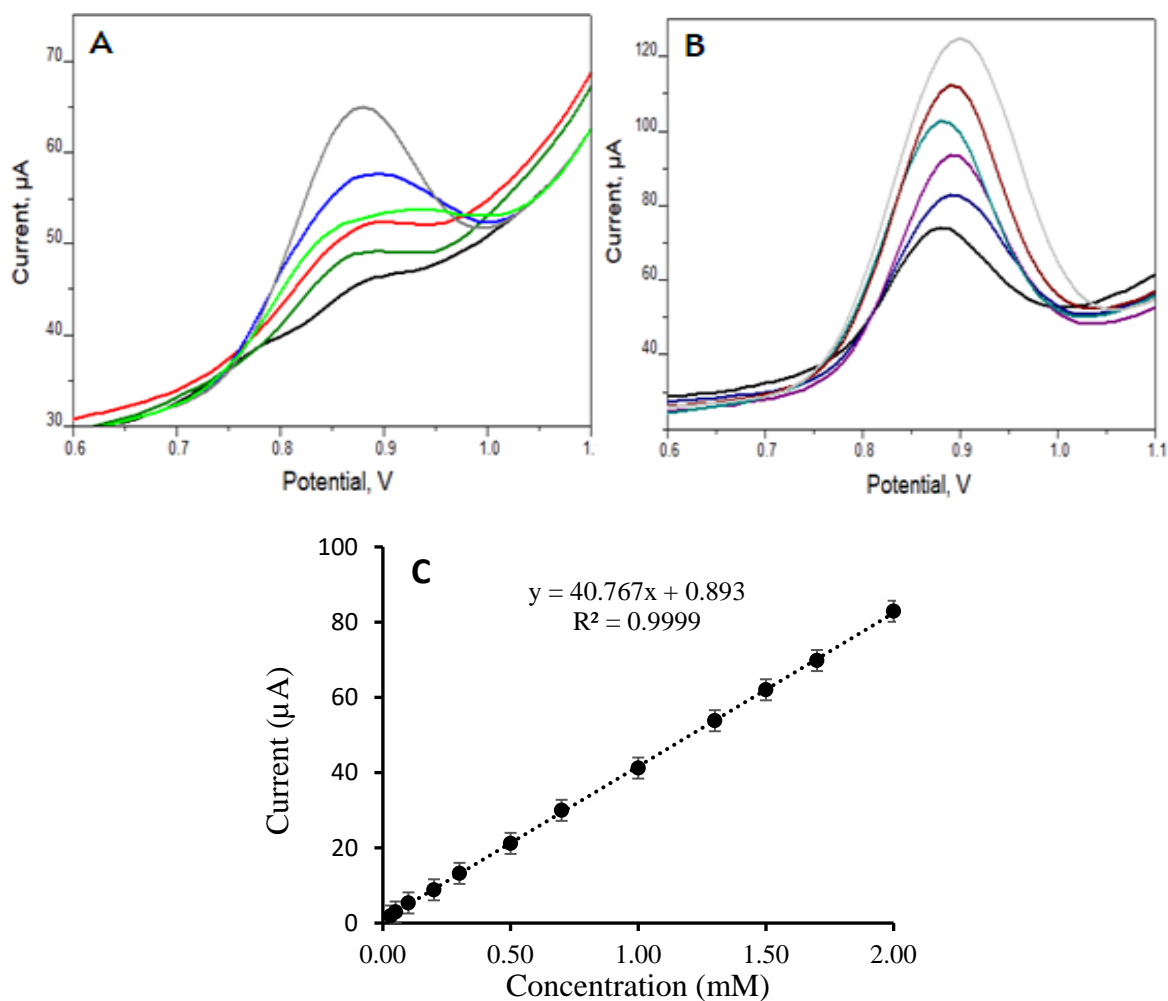 A
70
60
50
40
30
Current, µA
0.6 0.7 0.8 0.9 1.0 1.
Potential, V
B
120
100
80
60
40
Current, µA
0.6 0.7 0.8 0.9 1.0 1.1
Potential, V
C
y = 40.767x + 0.893
R² = 0.9999
100
80
60
40
20
0
Current (µA)
0.00 0.50 1.00 1.50 2.00
Concentration (mM)